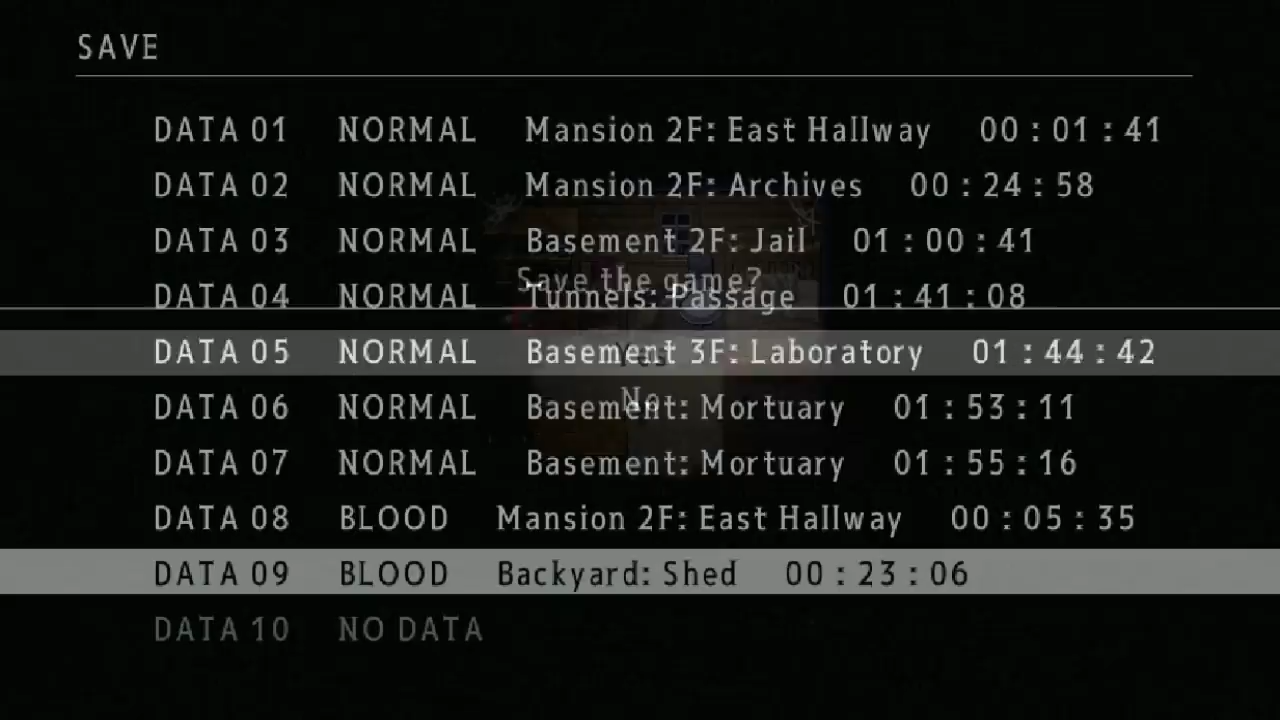 SAVE
DATA 01 NORMAL Mansion 2F: East Hallway 00:01:41
DATA 02 NORMAL Mansion 2F: Archives 00:24:58
DATA 03 NORMAL Basement 2F: Jail 01:00:41
Save the game?
DATA 04 NORMAL Tunnels: Passage 01:41:08
DATA 05 NORMAL Basement 3F: Laboratory 01:44:42
Yes
No
DATA 06 NORMAL Basement: Mortuary 01:53:11
DATA 07 NORMAL Basement: Mortuary 01:55:16
DATA 08 BLOOD Mansion 2F: East Hallway 00:05:35
DATA 09 BLOOD Backyard: Shed 00:23:06
DATA 10 NO DATA